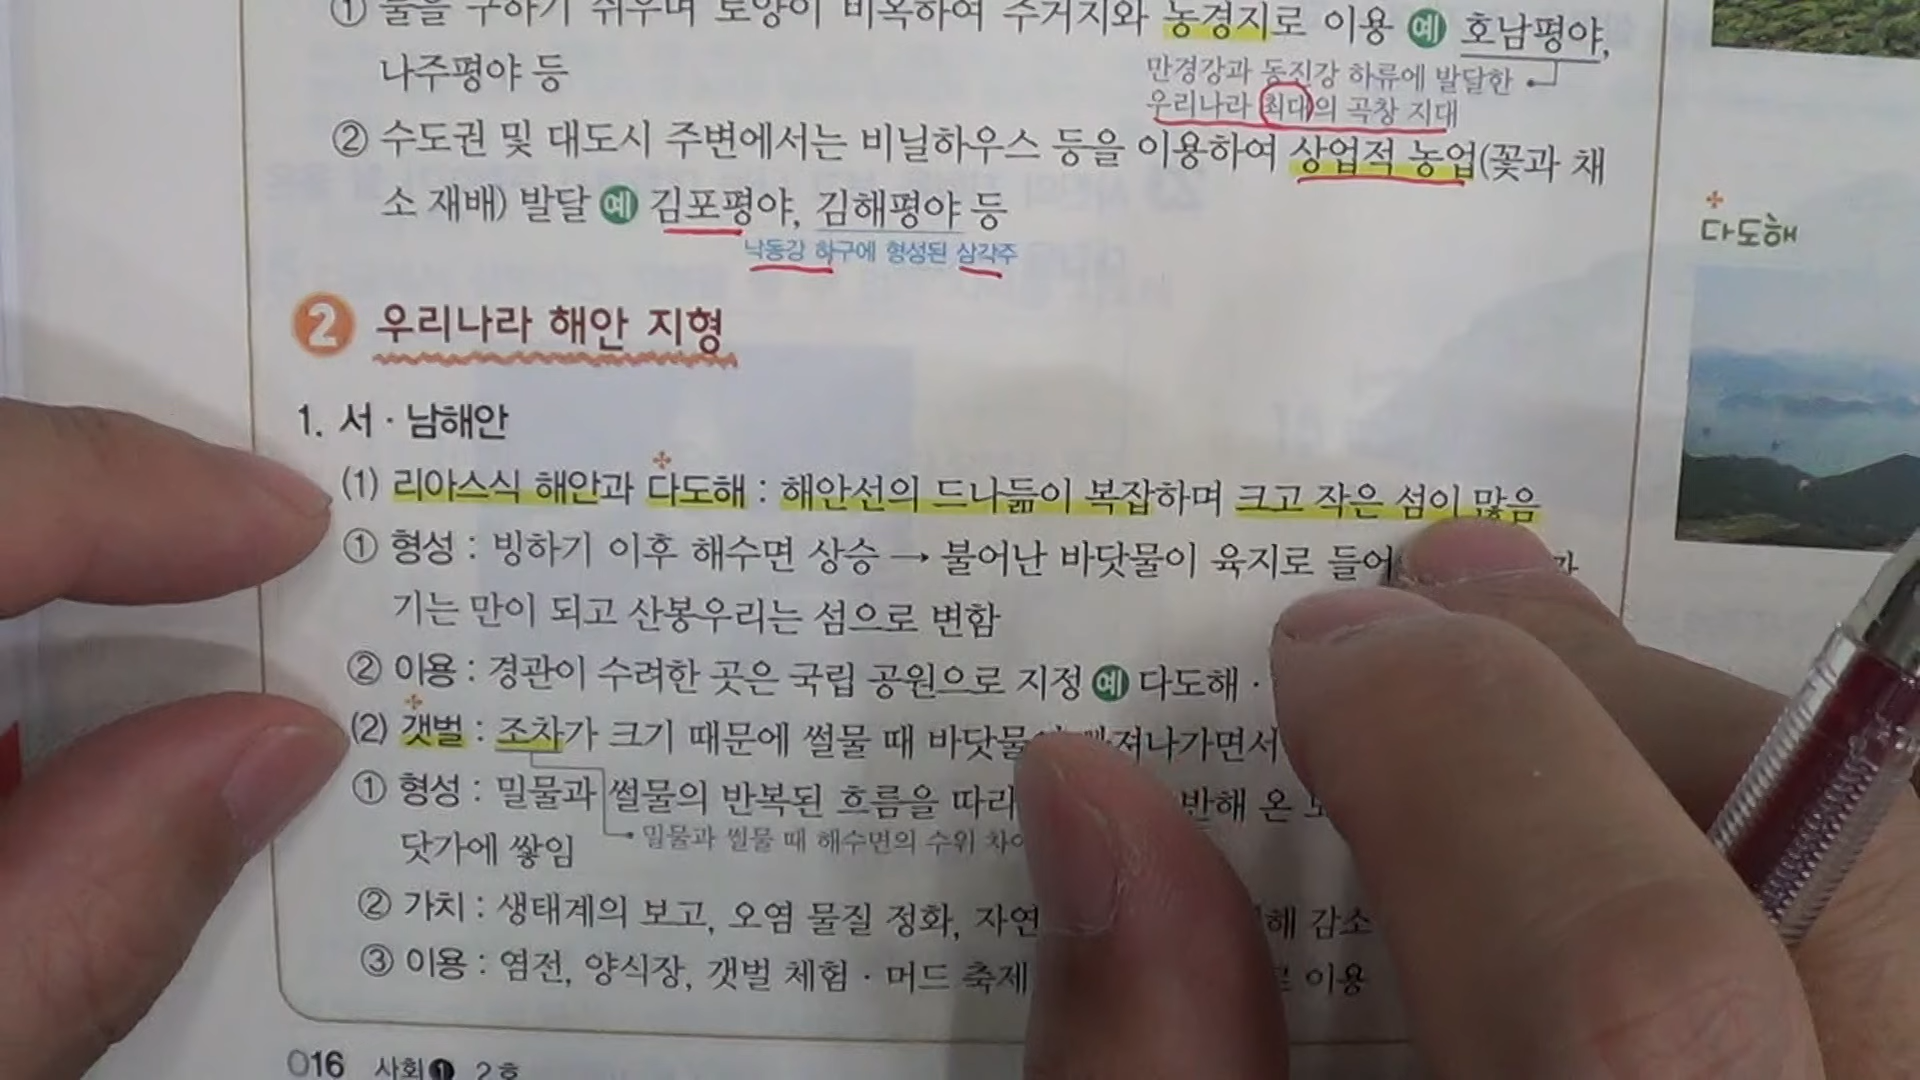 ① 물을 구하기 쉬우며 토양이 비옥하여 주거지와 농경지로 이용 예 호남평야,
나주평야 등
만경강과 동진강 하류에 발달한
우리나라 최대의 곡창 지대
② 수도권 및 대도시 주변에서는 비닐하우스 등을 이용하여 상업적 농업(꽃과 채
소 재배) 발달 예 김포평야, 김해평야 등
낙동강 하구에 형성된 삼각주
다도해
2 우리나라 해안 지형
1. 서·남해안
(1) 리아스식 해안과 다도해 : 해안선의 드나듦이 복잡하며 크고 작은 섬이 많음
① 형성 : 빙하기 이후 해수면 상승 → 불어난 바닷물이 육지로
기는 만이 되고 산봉우리는 섬으로 변함
② 이용 : 경관이 수려한 곳은 국립 공원으로 지정 예 다도해 ·
(2) 갯벌 : 조차가 크기 때문에 썰물 때 바닷물
① 형성 : 밀물과 썰물의 반복된 흐름을 따라 온
닷가에 쌓임
밀물과 썰물 때 해수면의 수위
② 가치 : 생태계의 보고, 오염 물질 정화, 자연 감소
③ 이용 : 염전, 양식장, 갯벌 체험 · 머드 축제 이용
016 사회 1 2호